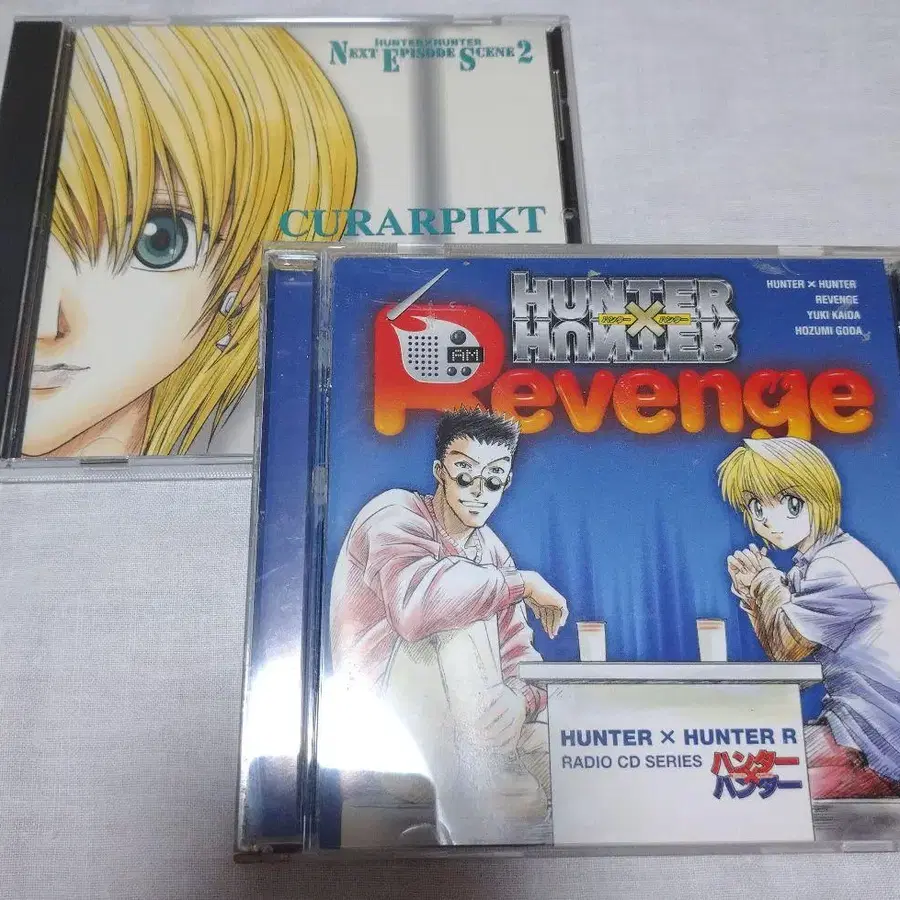 HUNTER×HUNTER
NEXT EPISODE SCENE 2
CURARPIKT
HUNTER
×
ハンター ハンター
HUNTER
Revenge
AM
HUNTER × HUNTER
REVENGE
YUKI KAIDA
HOZUMI GODA
HUNTER × HUNTER R
RADIO CD SERIES
ハンター
×
ハンター